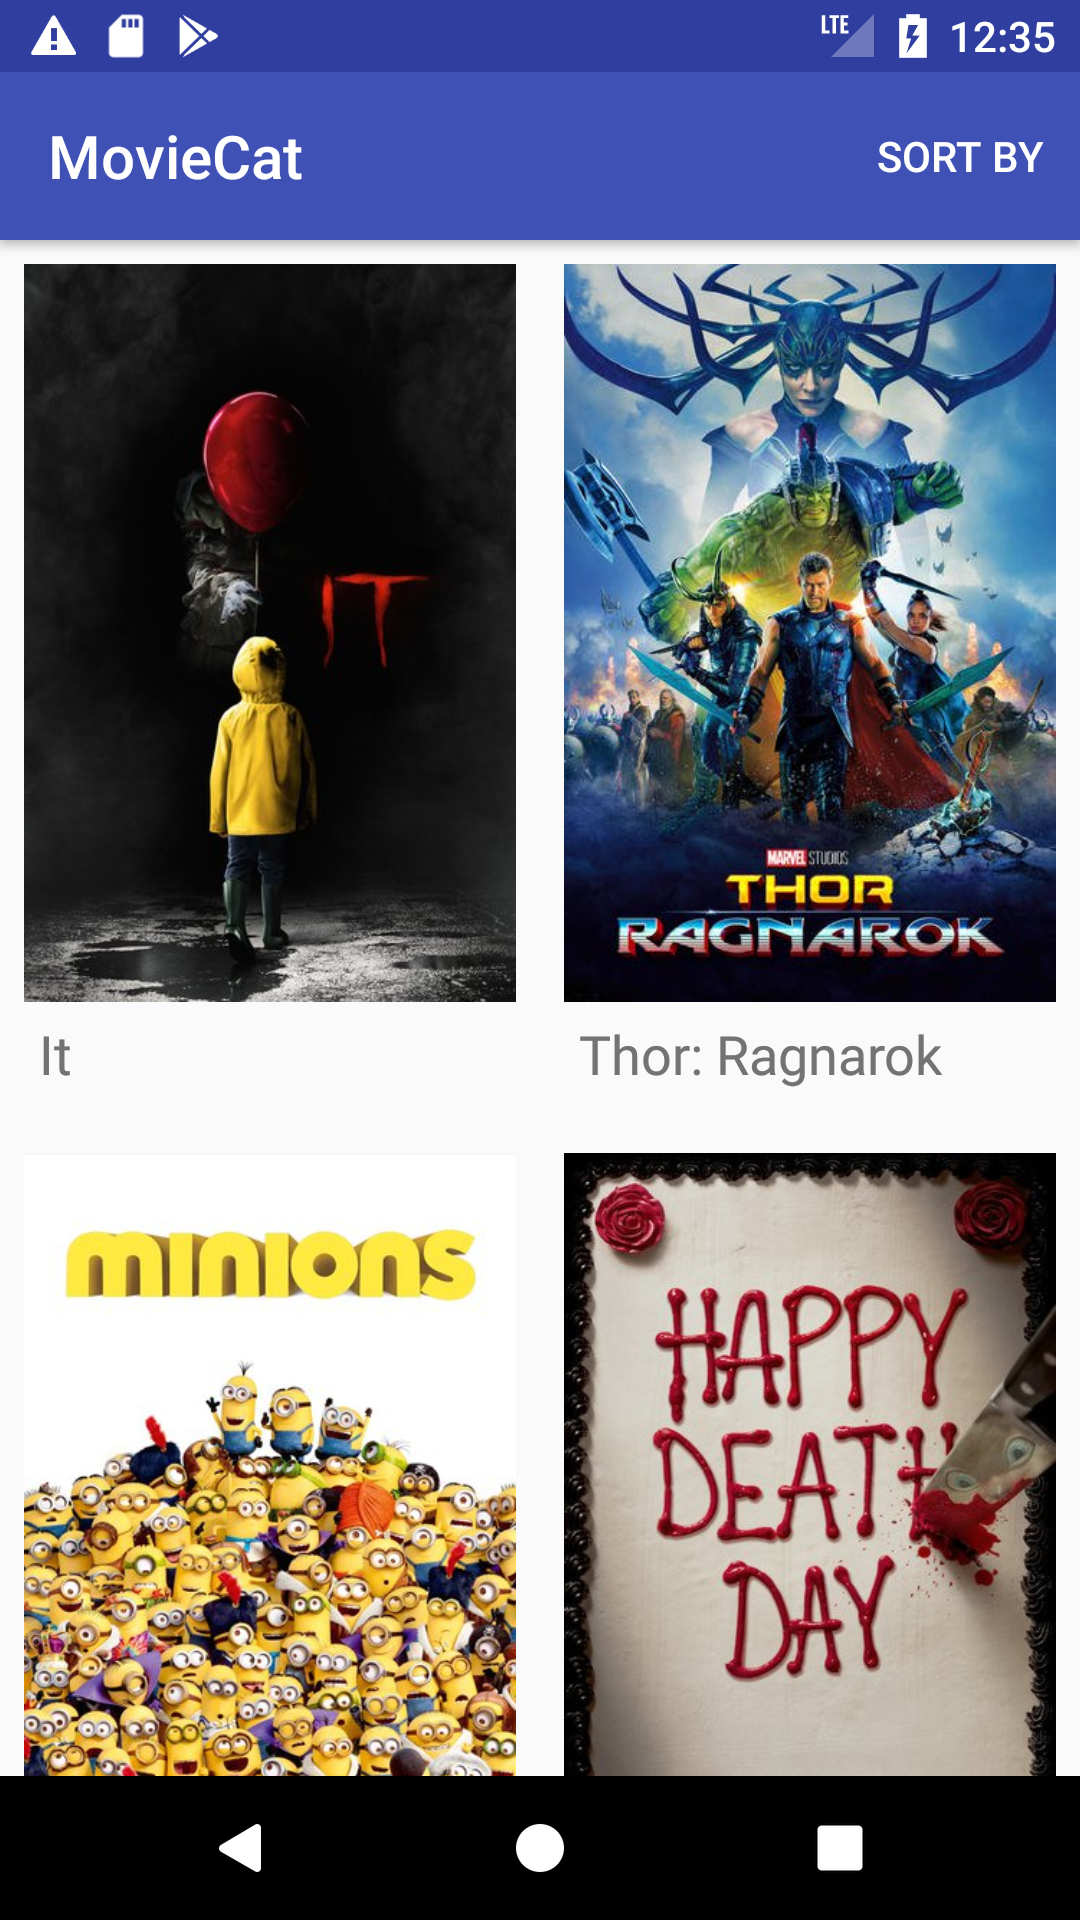 LTE 12:35
MovieCat
SORT BY
IT
MARVEL STUDIOS
THOR
RAGNAROK
It
Thor: Ragnarok
minions
HAPPY
DEATH
DAY